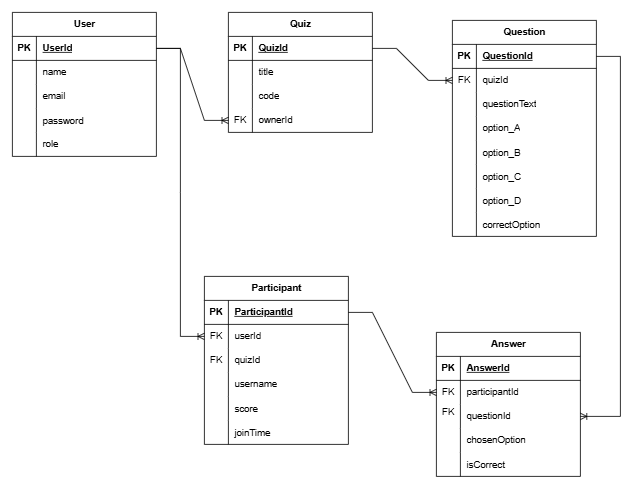 User
PK UserId
name
email
password
role
Quiz
PK QuizId
title
code
FK ownerId
Question
PK QuestionId
FK quizId
questionText
option_A
option_B
option_C
option_D
correctOption
Participant
PK ParticipantId
FK userId
FK quizId
username
score
joinTime
Answer
PK AnswerId
FK participantId
FK questionId
chosenOption
isCorrect